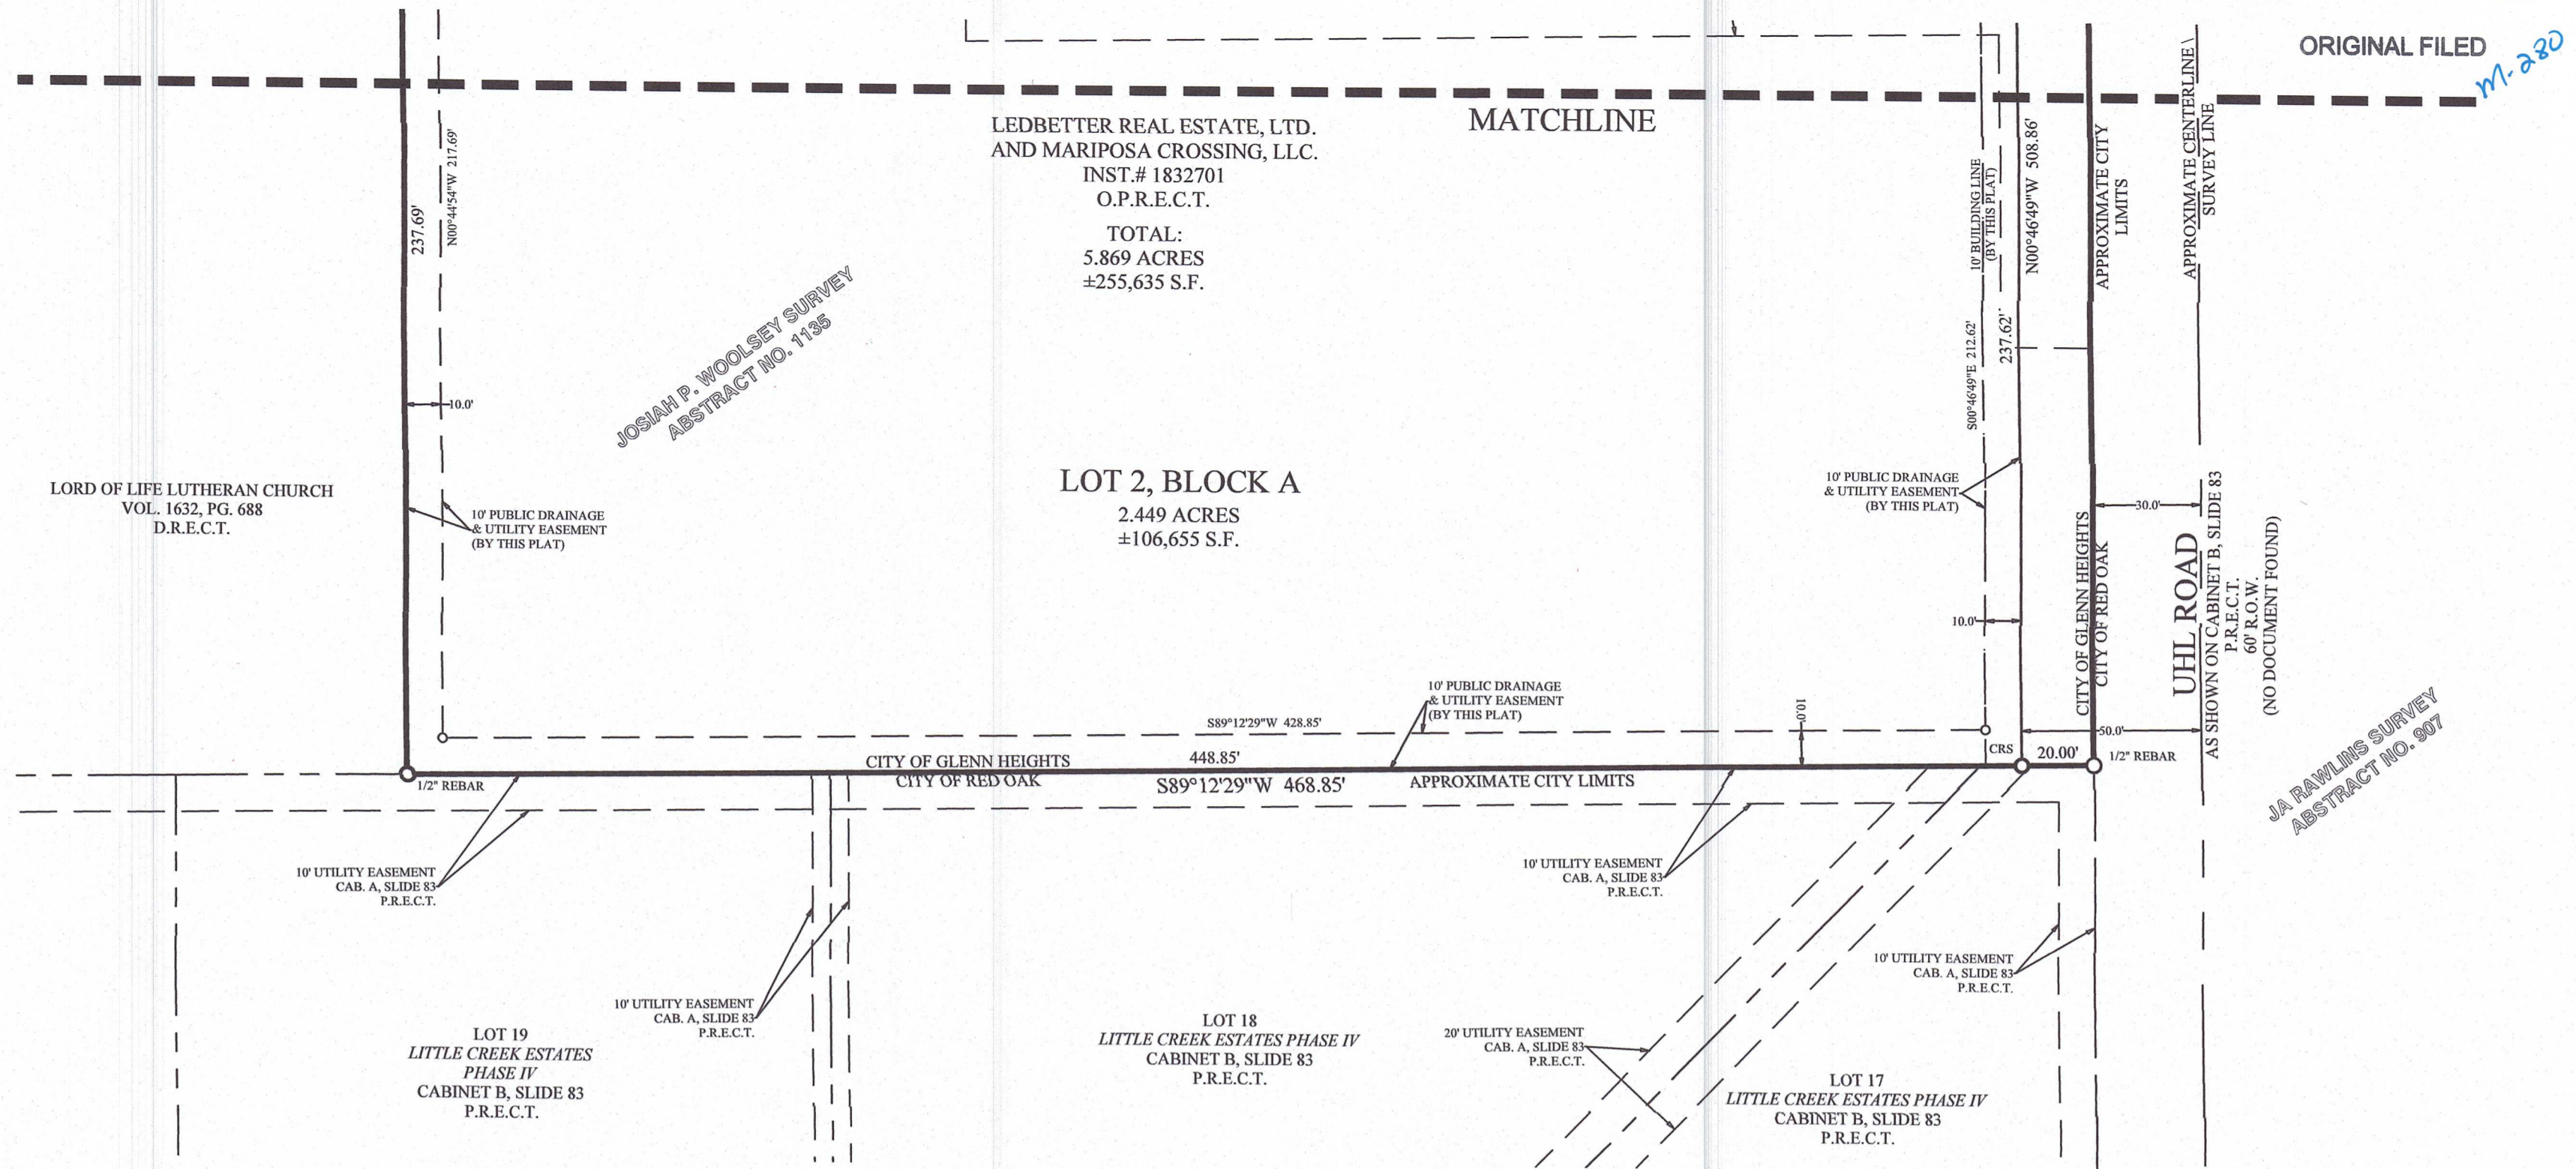 ORIGINAL FILED
M-280
MATCHLINE
LEDBETTER REAL ESTATE, LTD.
AND MARIPOSA CROSSING, LLC.
INST.# 1832701
O.P.R.E.C.T.
TOTAL:
5.869 ACRES
±255,635 S.F.
237.69'
N00°44'54"W 217.69'
10.0'
JOSIAH P. WOOLSEY SURVEY
ABSTRACT NO. 1135
LORD OF LIFE LUTHERAN CHURCH
VOL. 1632, PG. 688
D.R.E.C.T.
10' PUBLIC DRAINAGE
& UTILITY EASEMENT
(BY THIS PLAT)
LOT 2, BLOCK A
2.449 ACRES
±106,655 S.F.
10' BUILDING LINE
(BY THIS PLAT)
N00°46'49"W 508.86'
S00°46'49"E 212.62'
237.62'
APPROXIMATE CITY
LIMITS
APPROXIMATE CENTERLINE \
SURVEY LINE
10' PUBLIC DRAINAGE
& UTILITY EASEMENT
(BY THIS PLAT)
10.0'
CITY OF GLENN HEIGHTS
CITY OF RED OAK
30.0'
UHL ROAD
AS SHOWN ON CABINET B, SLIDE 83
P.R.E.C.T.
60' R.O.W.
(NO DOCUMENT FOUND)
JA RAWLINS SURVEY
ABSTRACT NO. 907
10' PUBLIC DRAINAGE
& UTILITY EASEMENT
(BY THIS PLAT)
S89°12'29"W 428.85'
10.0'
50.0'
CRS
20.00'
1/2" REBAR
CITY OF GLENN HEIGHTS
448.85'
CITY OF RED OAK
S89°12'29"W 468.85'
APPROXIMATE CITY LIMITS
1/2" REBAR
10' UTILITY EASEMENT
CAB. A, SLIDE 83
P.R.E.C.T.
10' UTILITY EASEMENT
CAB. A, SLIDE 83
P.R.E.C.T.
10' UTILITY EASEMENT
CAB. A, SLIDE 83
P.R.E.C.T.
10' UTILITY EASEMENT
CAB. A, SLIDE 83
P.R.E.C.T.
20' UTILITY EASEMENT
CAB. A, SLIDE 83
P.R.E.C.T.
LOT 19
LITTLE CREEK ESTATES
PHASE IV
CABINET B, SLIDE 83
P.R.E.C.T.
LOT 18
LITTLE CREEK ESTATES PHASE IV
CABINET B, SLIDE 83
P.R.E.C.T.
LOT 17
LITTLE CREEK ESTATES PHASE IV
CABINET B, SLIDE 83
P.R.E.C.T.